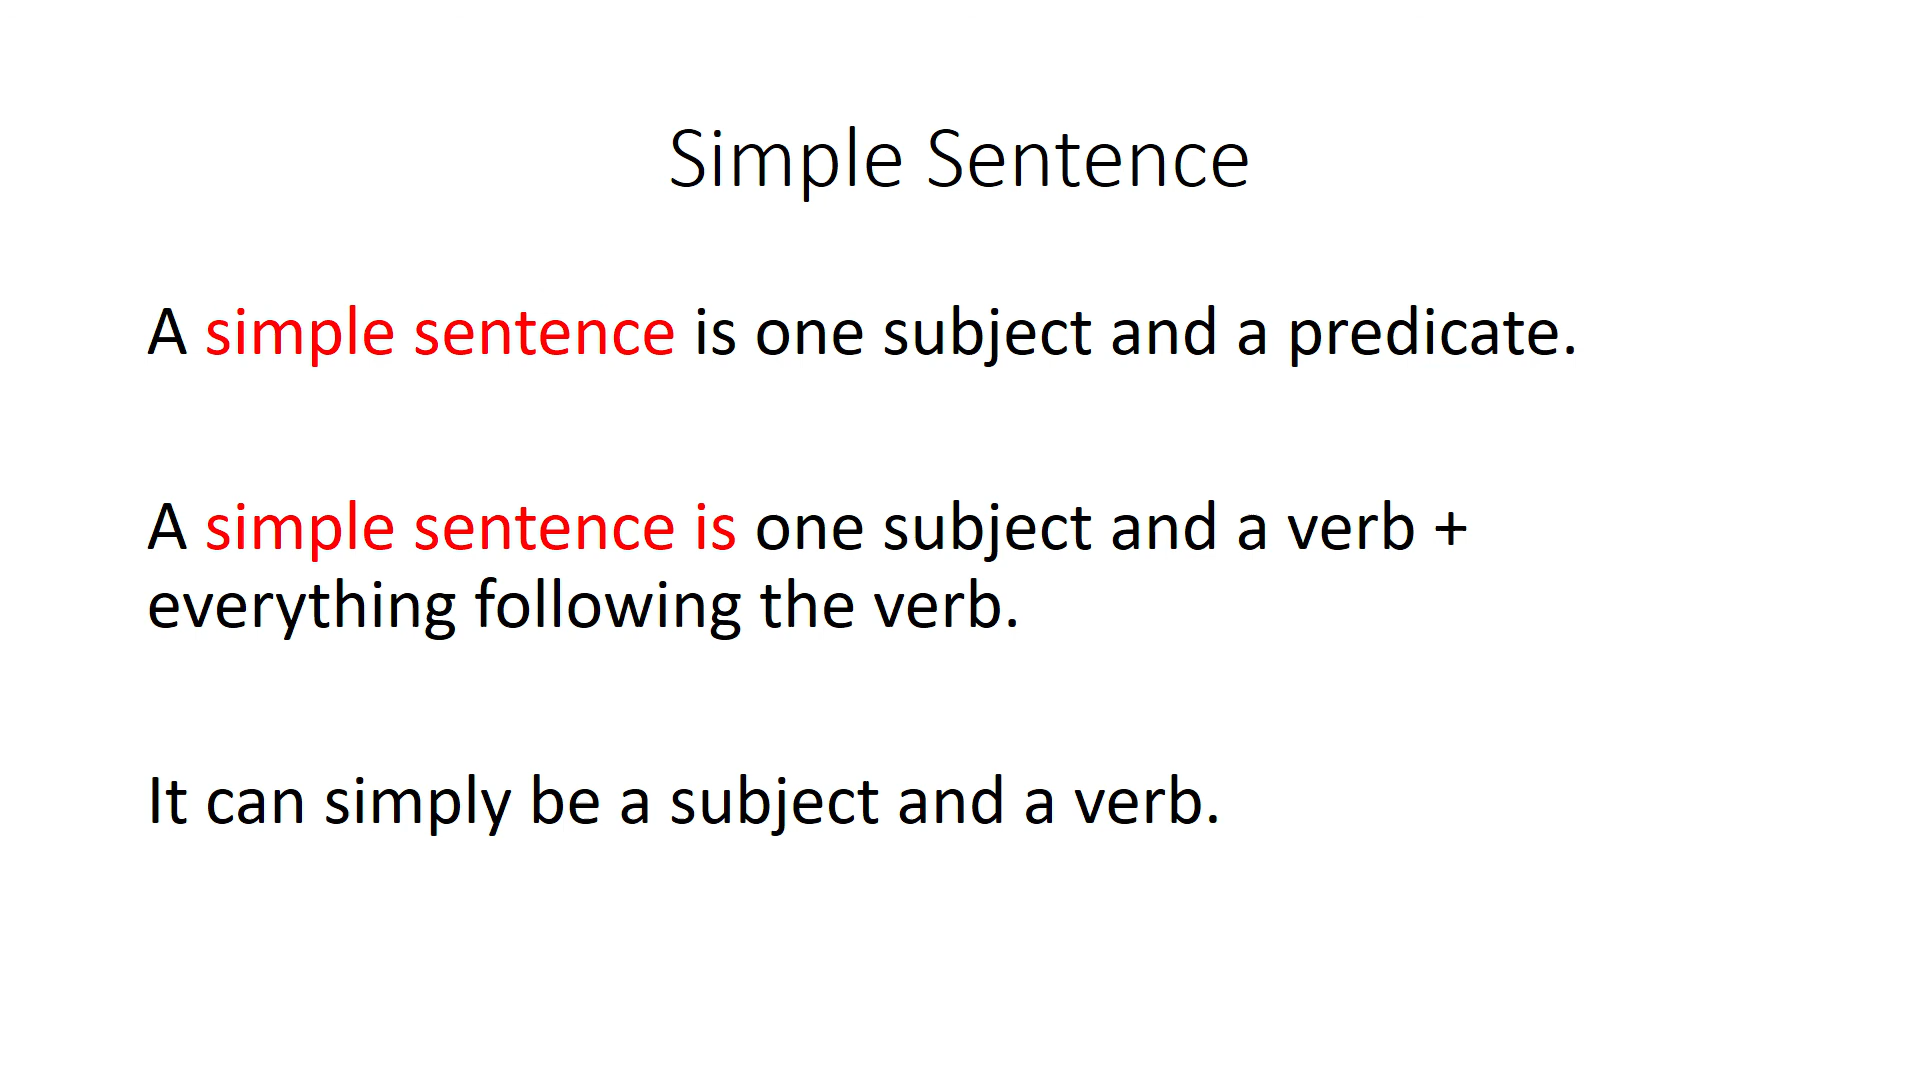 Simple Sentence
A simple sentence is one subject and a predicate.
A simple sentence is one subject and a verb +
everything following the verb.
It can simply be a subject and a verb.